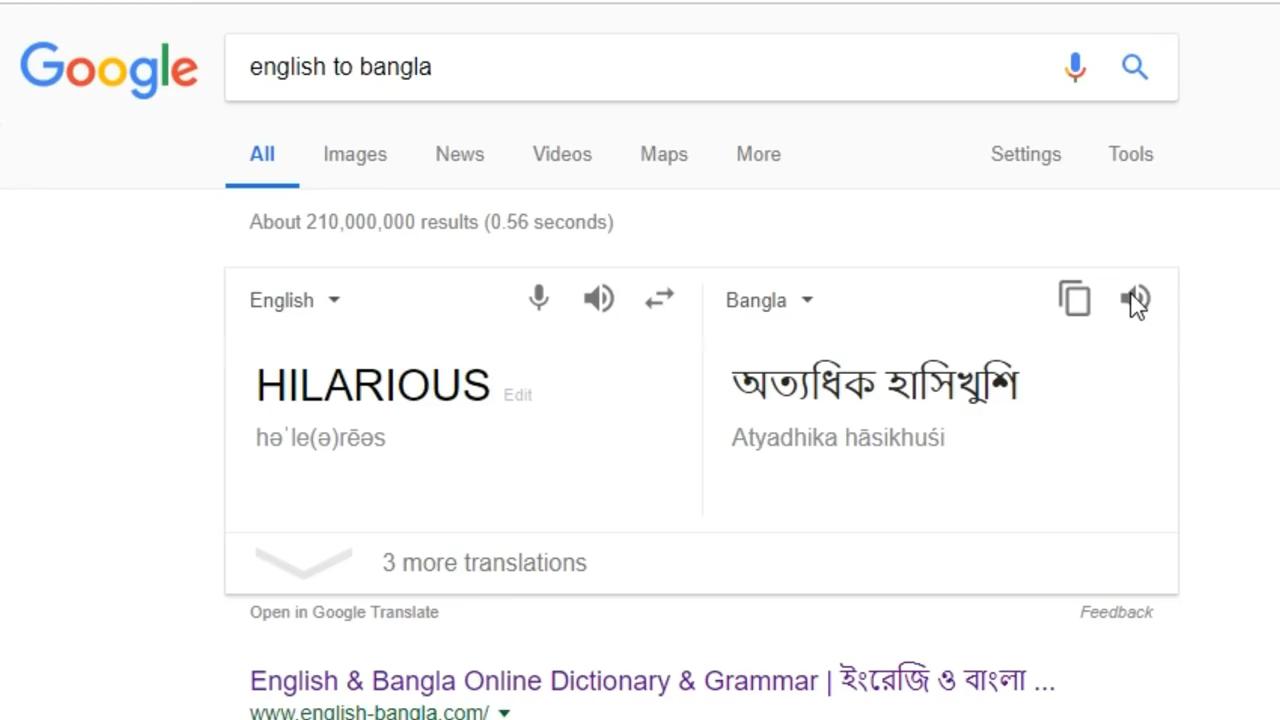 Google english to bangla
All Images News Videos Maps More Settings Tools
About 210,000,000 results (0.56 seconds)
English Bangla
HILARIOUS Edit অত্যধিক হাসিখুশি
həˈle(ə)rēəs Atyadhika hāsikhuśi
3 more translations
Open in Google Translate Feedback
English & Bangla Online Dictionary & Grammar | ইংরেজি ও বাংলা ...
www.english-bangla.com/